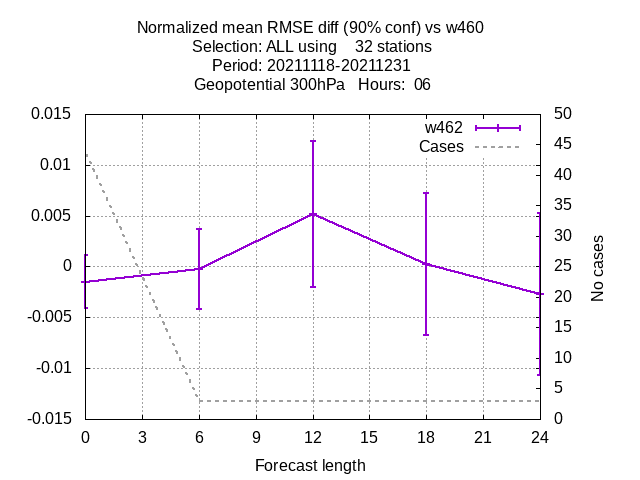 Normalized mean RMSE diff (90% conf) vs w460
Selection: ALL using    32 stations
Period: 20211118-20211231
Geopotential 300hPa   Hours:  06
w462
Cases
0.015
0.01
0.005
0
-0.005
-0.01
-0.015
50
45
40
35
30
25
20
15
10
5
0
No cases
0 3 6 9 12 15 18 21 24
Forecast length